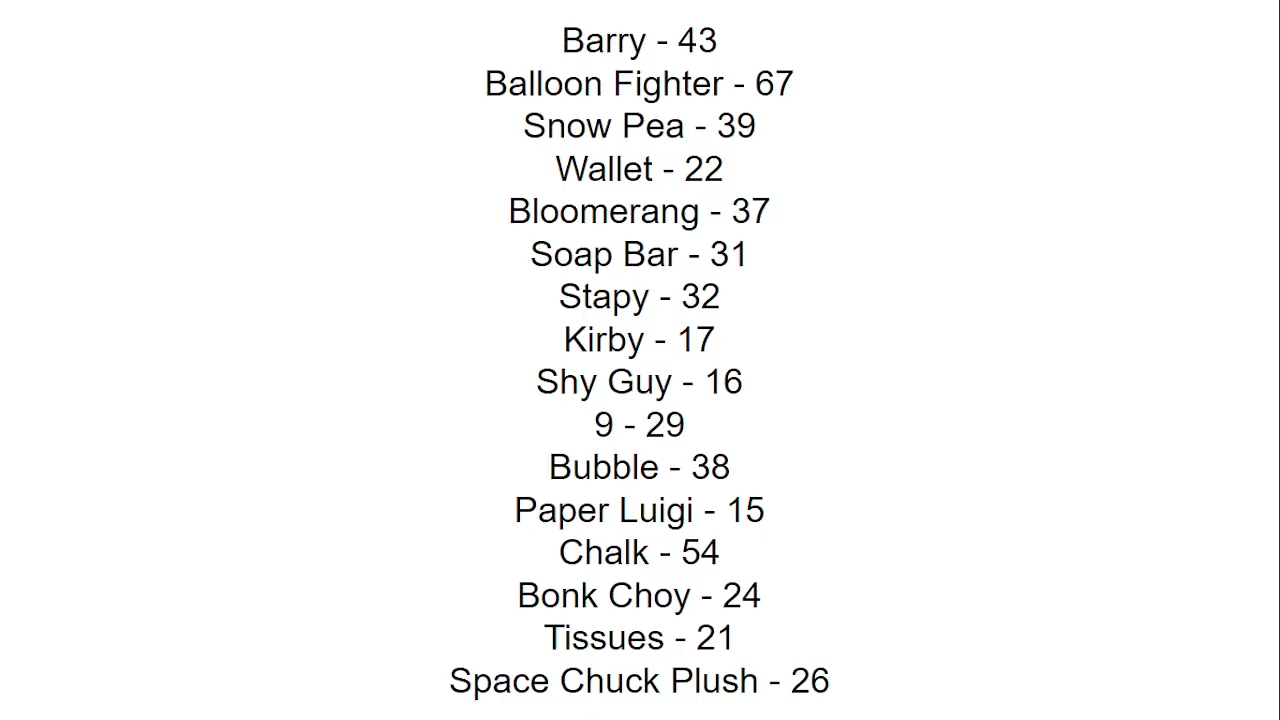 Barry - 43
Balloon Fighter - 67
Snow Pea - 39
Wallet - 22
Bloomerang - 37
Soap Bar - 31
Stapy - 32
Kirby - 17
Shy Guy - 16
9 - 29
Bubble - 38
Paper Luigi - 15
Chalk - 54
Bonk Choy - 24
Tissues - 21
Space Chuck Plush - 26